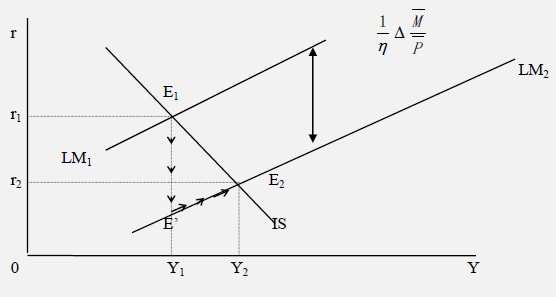 r
1/η Δ M̅/P̅
LM₂
E₁
r₁
LM₁
r₂
E₂
E’
IS
0
Y₁
Y₂
Y